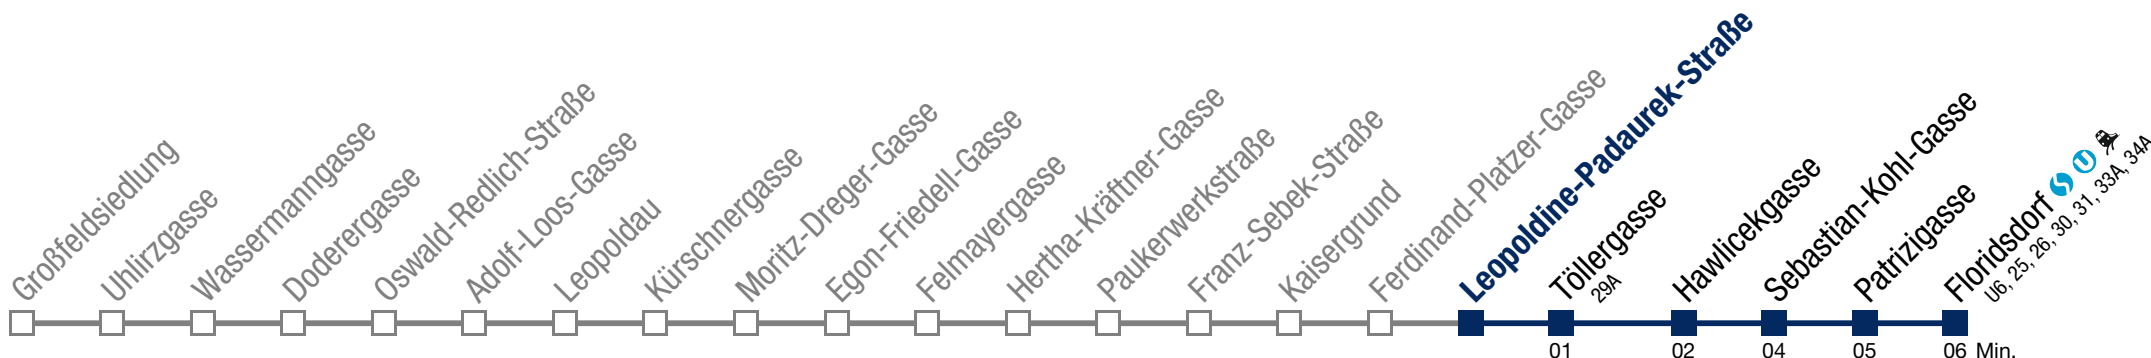 Großfeldsiedlung
Uhlirzgasse
Wassermanngasse
Doderergasse
Oswald-Redlich-Straße
Adolf-Loos-Gasse
Leopoldau
Kürschnergasse
Moritz-Dreger-Gasse
Egon-Friedell-Gasse
Felmayergasse
Hertha-Kräftner-Gasse
Paukerwerkstraße
Franz-Sebek-Straße
Kaisergrund
Ferdinand-Platzer-Gasse
Leopoldine-Padaurek-Straße
Töllergasse
29A
Hawlicekgasse
Sebastian-Kohl-Gasse
Patrizigasse
Floridsdorf S U
U6, 25, 26, 30, 31, 33A, 34A
01 02 04 05 06 Min.